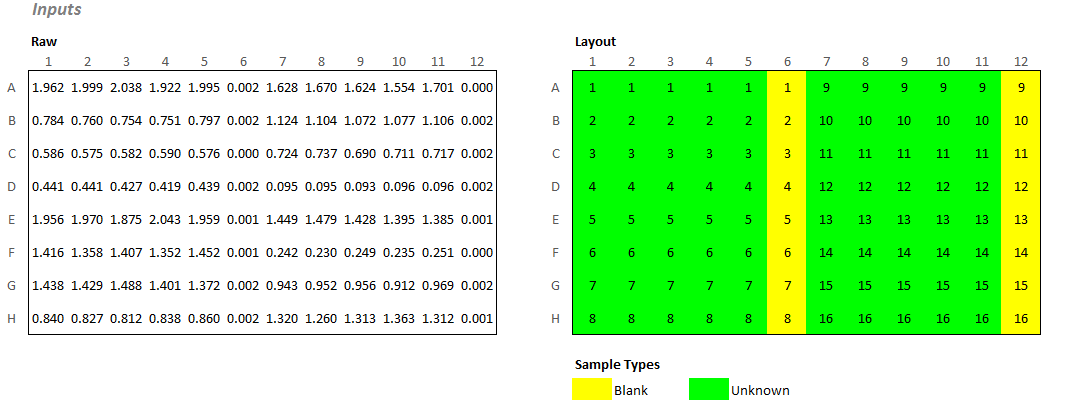 Inputs
Raw Layout
1 2 3 4 5 6 7 8 9 10 11 12 1 2 3 4 5 6 7 8 9 10 11 12
A 1.962 1.999 2.038 1.922 1.995 0.002 1.628 1.670 1.624 1.554 1.701 0.000 A 1 1 1 1 1 1 9 9 9 9 9 9
B 0.784 0.760 0.754 0.751 0.797 0.002 1.124 1.104 1.072 1.077 1.106 0.002 B 2 2 2 2 2 2 10 10 10 10 10 10
C 0.586 0.575 0.582 0.590 0.576 0.000 0.724 0.737 0.690 0.711 0.717 0.002 C 3 3 3 3 3 3 11 11 11 11 11 11
D 0.441 0.441 0.427 0.419 0.439 0.002 0.095 0.095 0.093 0.096 0.096 0.002 D 4 4 4 4 4 4 12 12 12 12 12 12
E 1.956 1.970 1.875 2.043 1.959 0.001 1.449 1.479 1.428 1.395 1.385 0.001 E 5 5 5 5 5 5 13 13 13 13 13 13
F 1.416 1.358 1.407 1.352 1.452 0.001 0.242 0.230 0.249 0.235 0.251 0.000 F 6 6 6 6 6 6 14 14 14 14 14 14
G 1.438 1.429 1.488 1.401 1.372 0.002 0.943 0.952 0.956 0.912 0.969 0.002 G 7 7 7 7 7 7 15 15 15 15 15 15
H 0.840 0.827 0.812 0.838 0.860 0.002 1.320 1.260 1.313 1.363 1.312 0.001 H 8 8 8 8 8 8 16 16 16 16 16 16
Sample Types
Blank Unknown